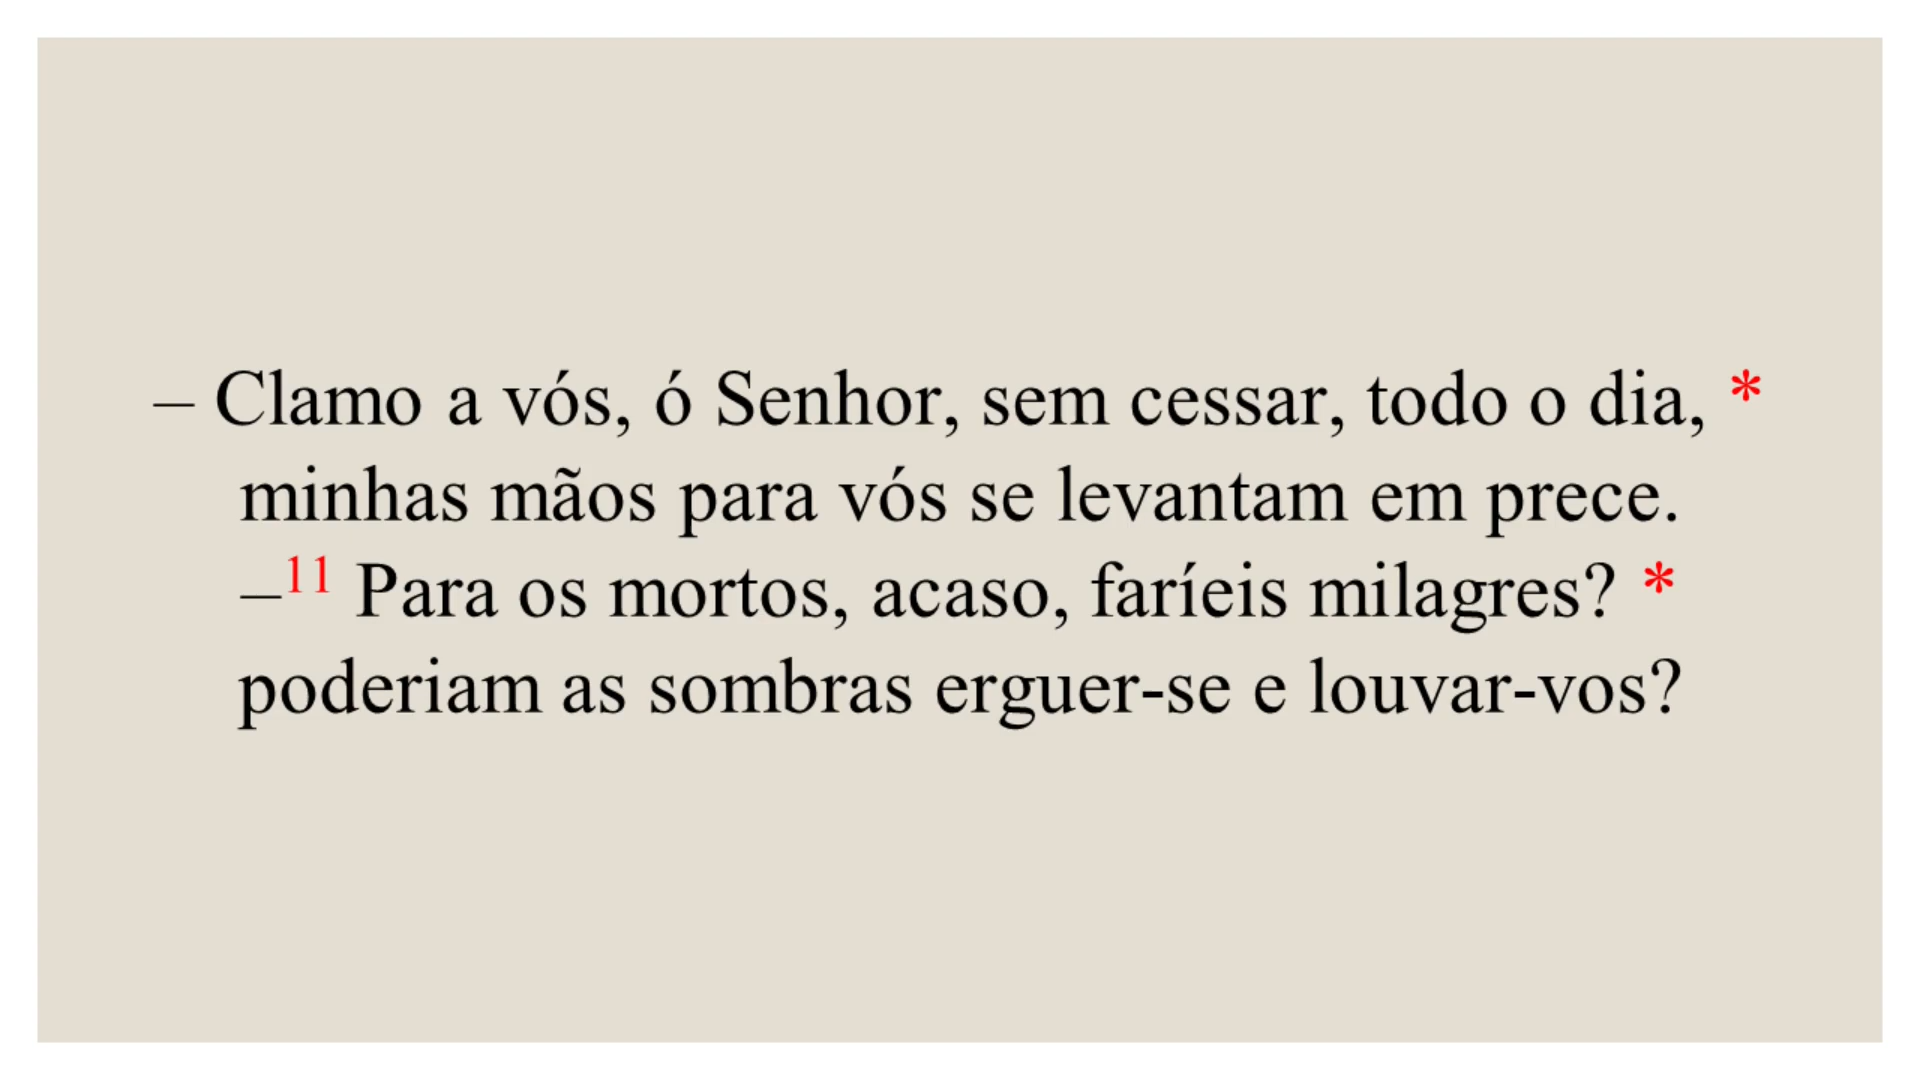 – Clamo a vós, ó Senhor, sem cessar, todo o dia, *
minhas mãos para vós se levantam em prece.
–11 Para os mortos, acaso, faríeis milagres? *
poderiam as sombras erguer-se e louvar-vos?